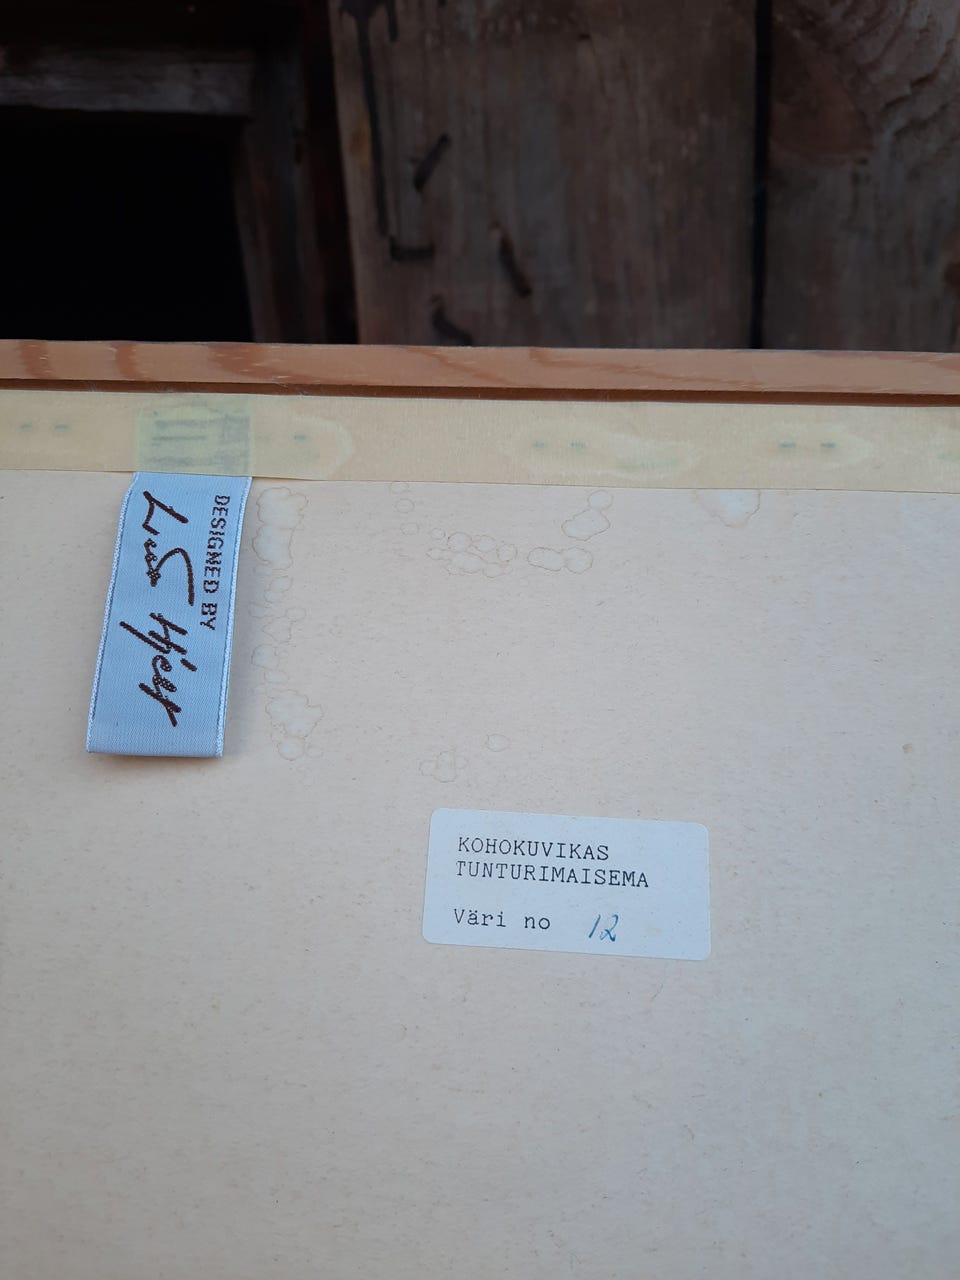 DESIGNED BY
KOHOKUVIKAS
TUNTURIMAISEMA
Väri no 12